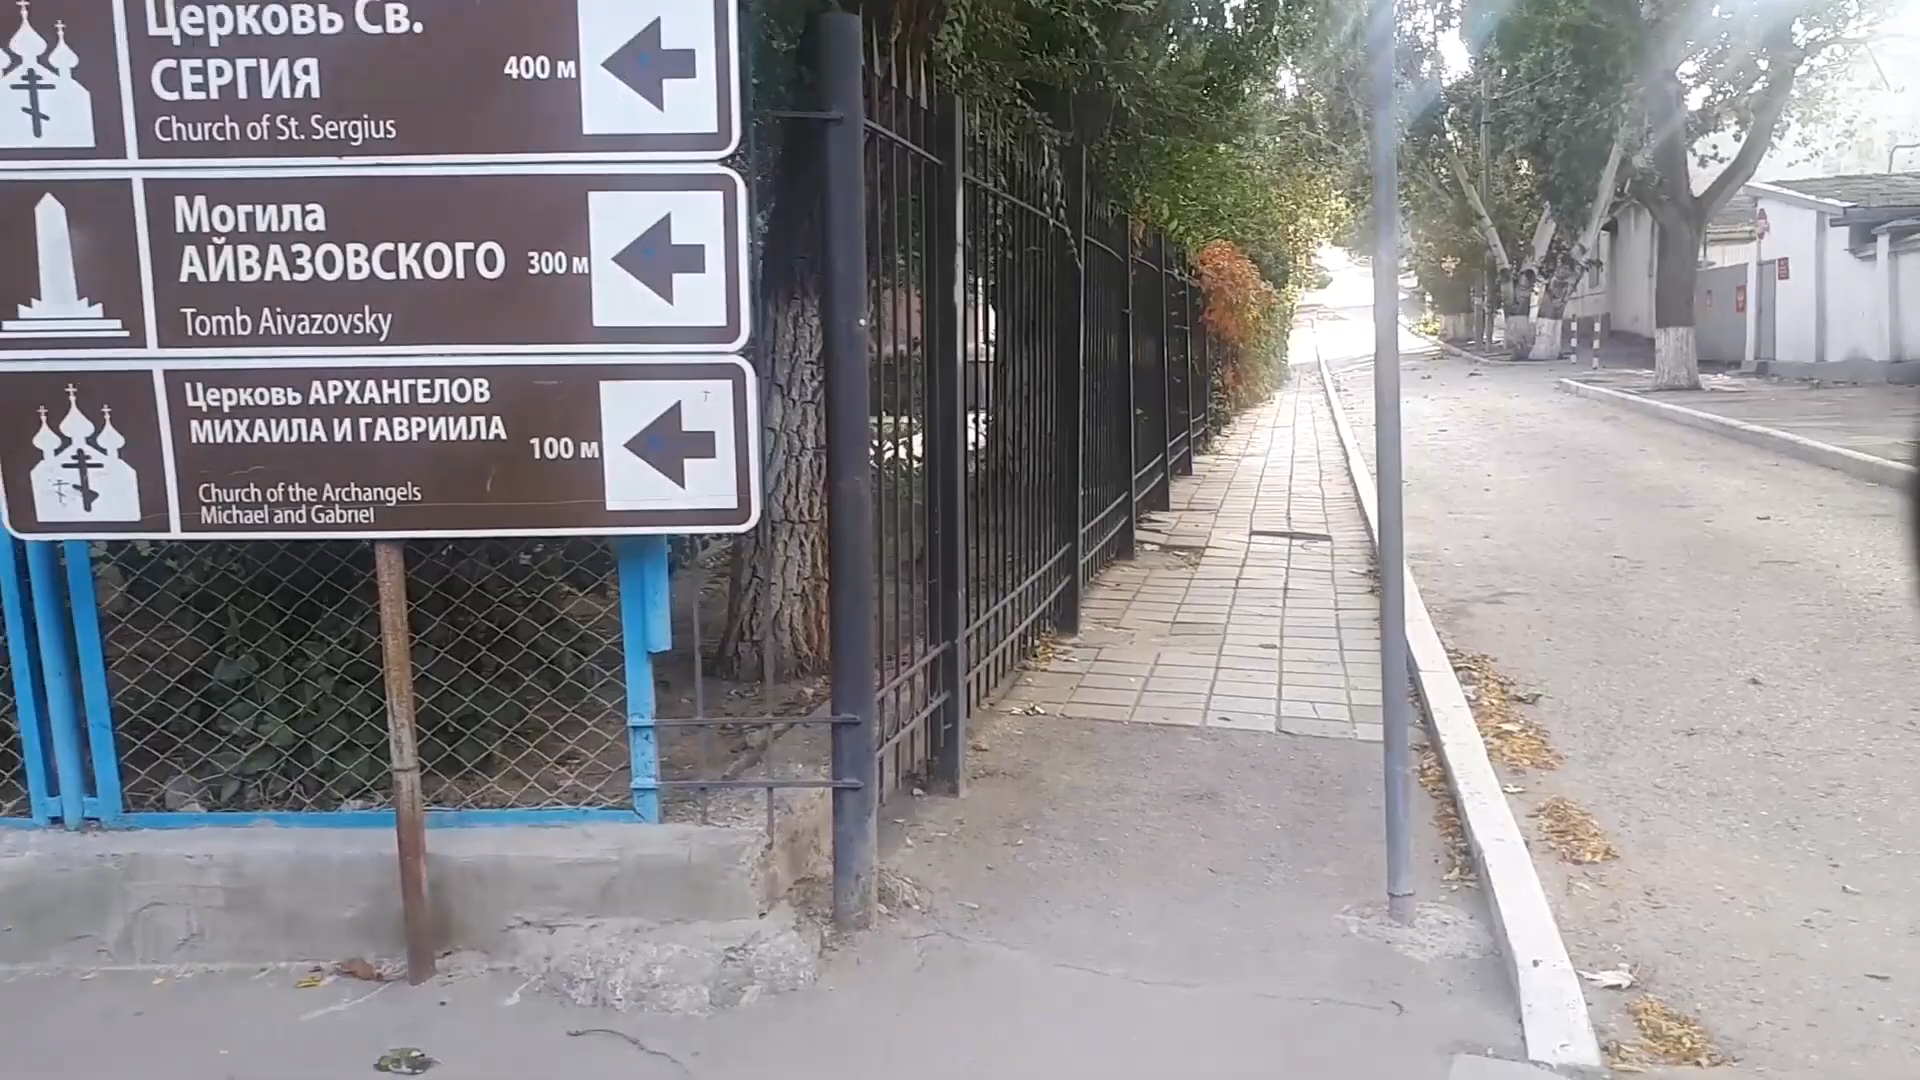 Церковь Св.
СЕРГИЯ
400 м
Church of St. Sergius
Могила
АЙВАЗОВСКОГО
300 м
Tomb Aivazovsky
Церковь АРХАНГЕЛОВ
МИХАИЛА И ГАВРИИЛА
100 м
Church of the Archangels
Michael and Gabriel